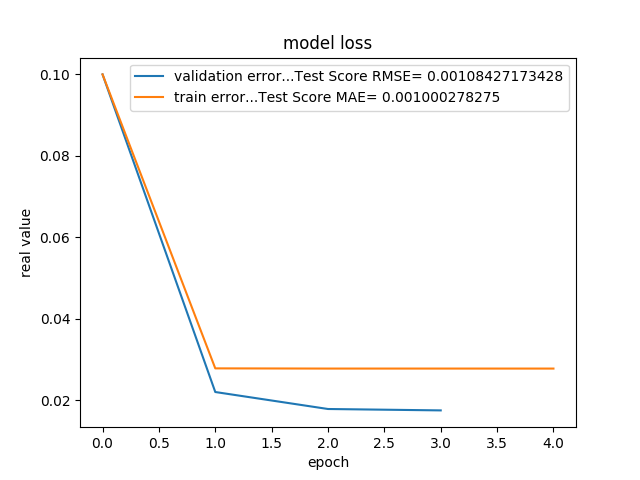 model loss
validation error...Test Score RMSE= 0.00108427173428
train error...Test Score MAE= 0.001000278275
0.10
0.08
0.06
0.04
0.02
real value
0.0 0.5 1.0 1.5 2.0 2.5 3.0 3.5 4.0
epoch